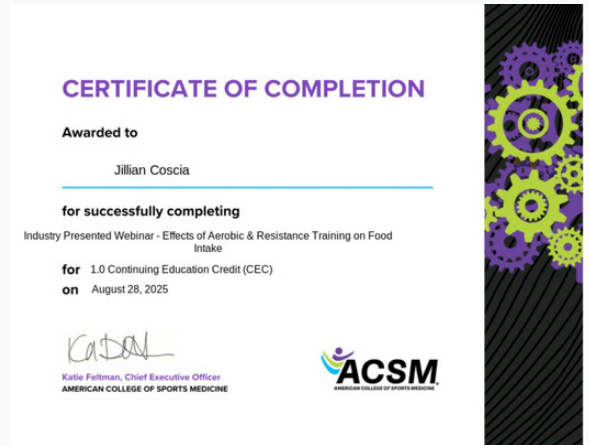 CERTIFICATE OF COMPLETION
Awarded to
Jillian Coscia
for successfully completing
Industry Presented Webinar - Effects of Aerobic & Resistance Training on Food
Intake
for 1.0 Continuing Education Credit (CEC)
on August 28, 2025
Katie Feltman, Chief Executive Officer
AMERICAN COLLEGE OF SPORTS MEDICINE
ACSM
AMERICAN COLLEGE OF SPORTS MEDICINE